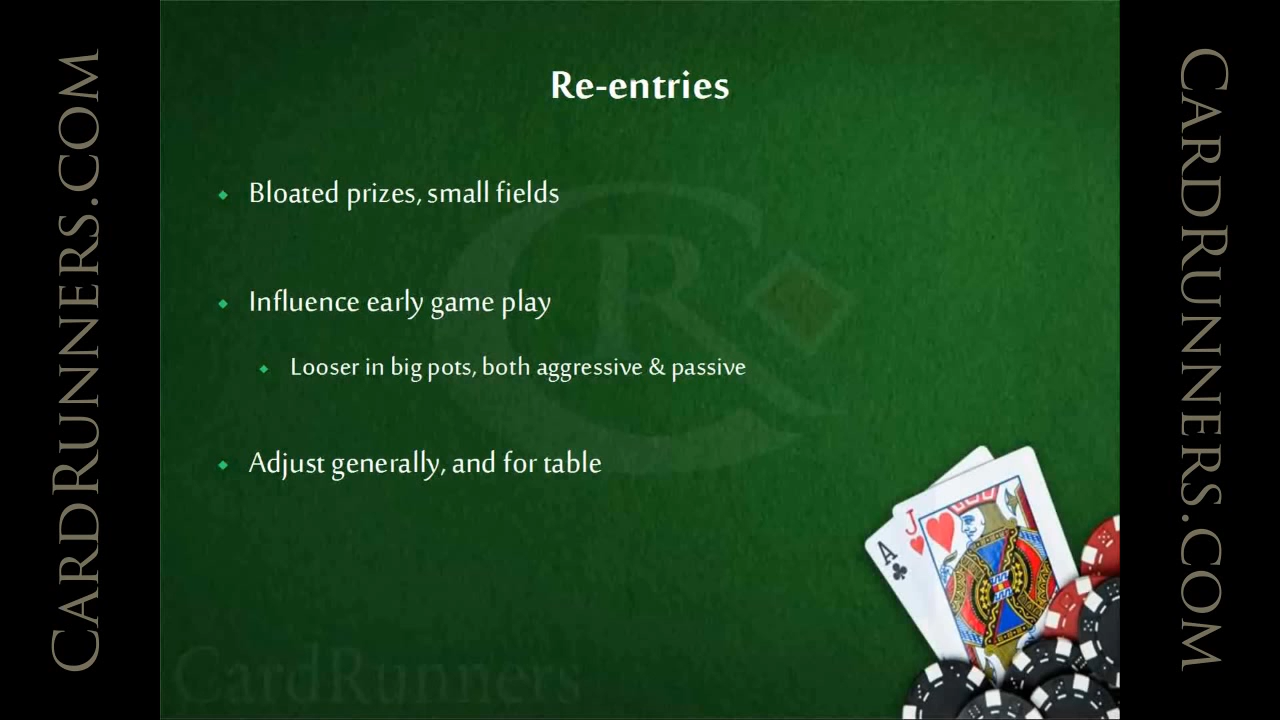 CARDRUNNERS.COM
Re-entries
Bloated prizes, small fields
Influence early game play
Looser in big pots, both aggressive & passive
Adjust generally, and for table
A
J
CR
CardRunners
CARDRUNNERS.COM